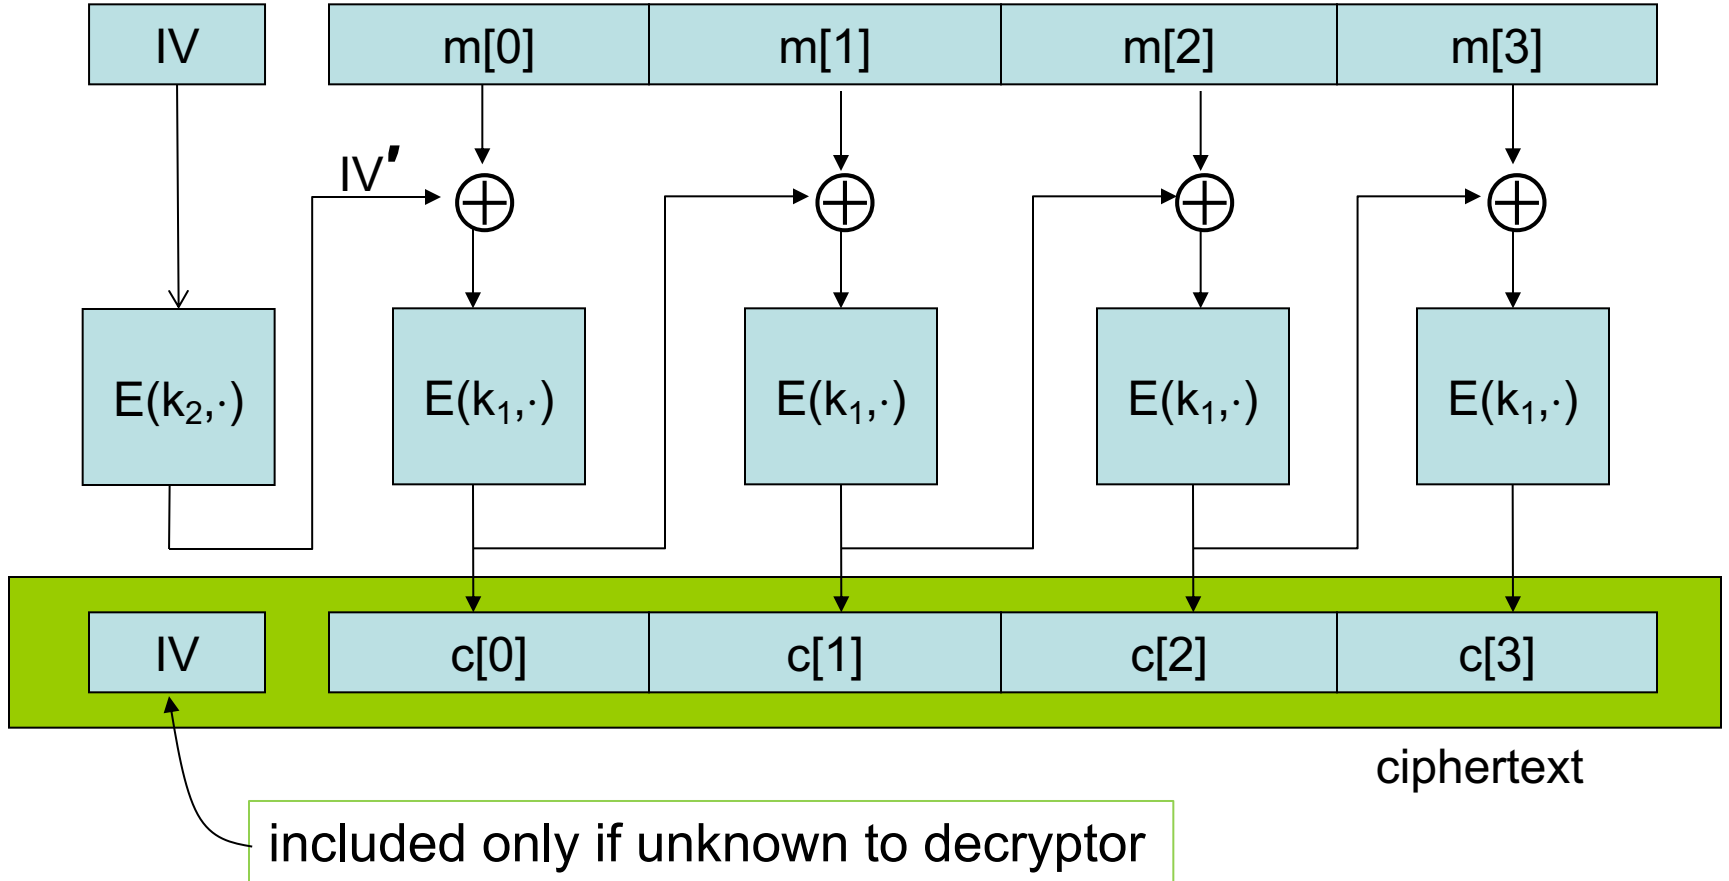 IV m[0] m[1] m[2] m[3]
IV′
E(k₂,·) E(k₁,·) E(k₁,·) E(k₁,·) E(k₁,·)
IV c[0] c[1] c[2] c[3]
ciphertext
included only if unknown to decryptor